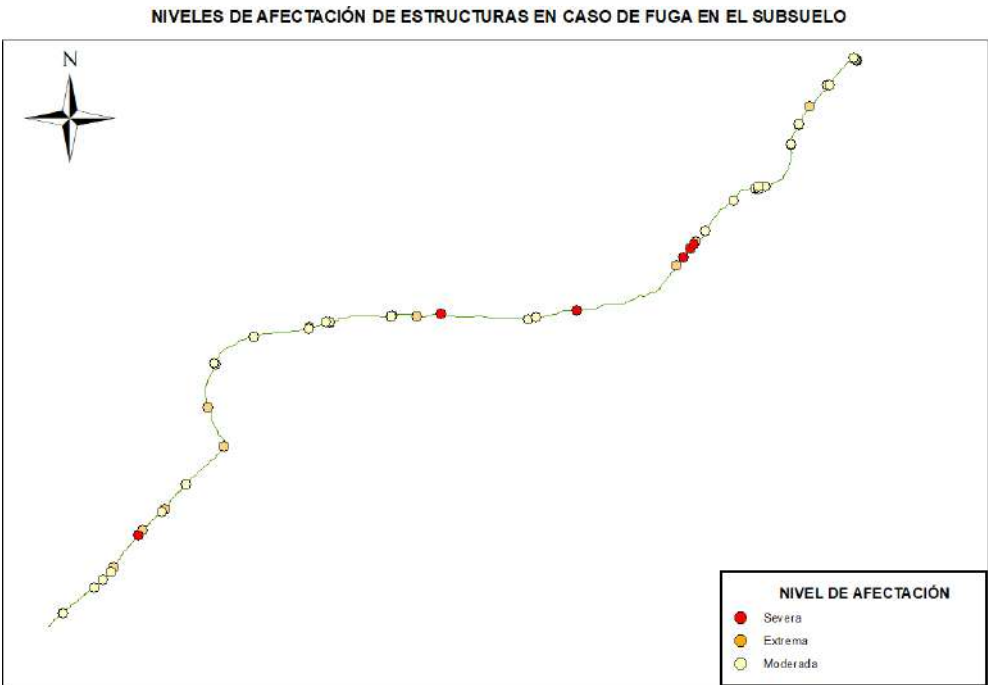 NIVELES DE AFECTACIÓN DE ESTRUCTURAS EN CASO DE FUGA EN EL SUBSUELO
N
NIVEL DE AFECTACIÓN
Severa
Extrema
Moderada